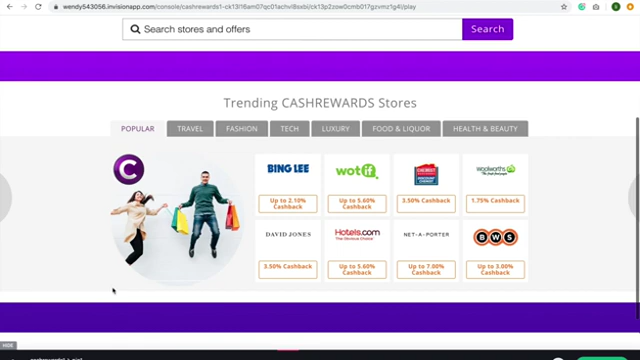 wendy543056.invisionapp.com/console/cashrewards1-ck13l16am07qc01achvi8sxbi/ck13p2zow0cmb017gvzmvz1g4l/play
Search stores and offers
Search
Trending CASHREWARDS Stores
POPULAR
TRAVEL
FASHION
TECH
LUXURY
FOOD & LIQUOR
HEALTH & BEAUTY
C
BING LEE
wotif
CHEMIST WAREHOUSE
woolworths
Up to 2.10% Cashback
Up to 5.60% Cashback
3.50% Cashback
1.75% Cashback
DAVID JONES
Hotels.com
NET-A-PORTER
BWS
3.50% Cashback
Up to 5.60% Cashback
Up to 7.00% Cashback
Up to 3.00% Cashback
HIDE